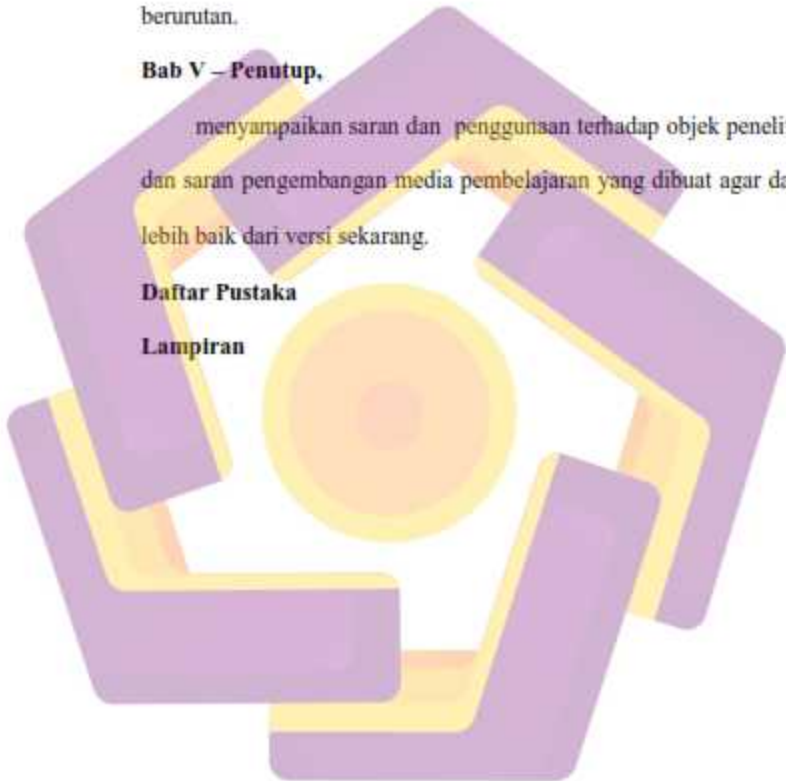 berurutan.
Bab V – Penutup,
menyampaikan saran dan penggunaan terhadap objek penelit
dan saran pengembangan media pembelajaran yang dibuat agar da
lebih baik dari versi sekarang.
Daftar Pustaka
Lampiran